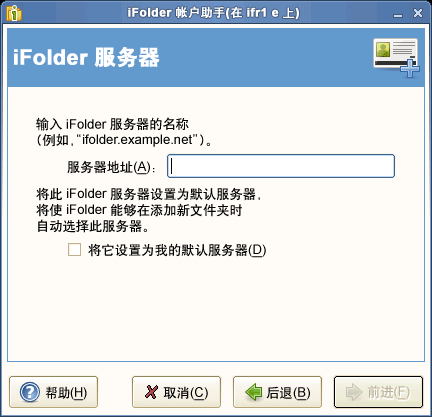 iFolder 帐户助手(在 ifr1 e 上)
iFolder 服务器
输入 iFolder 服务器的名称
(例如,“ifolder.example.net”)。
服务器地址(A):
将此 iFolder 服务器设置为默认服务器,
将使 iFolder 能够在添加新文件夹时
自动选择此服务器。
将它设置为我的默认服务器(D)
帮助(H)
取消(C)
后退(B)
前进(F)